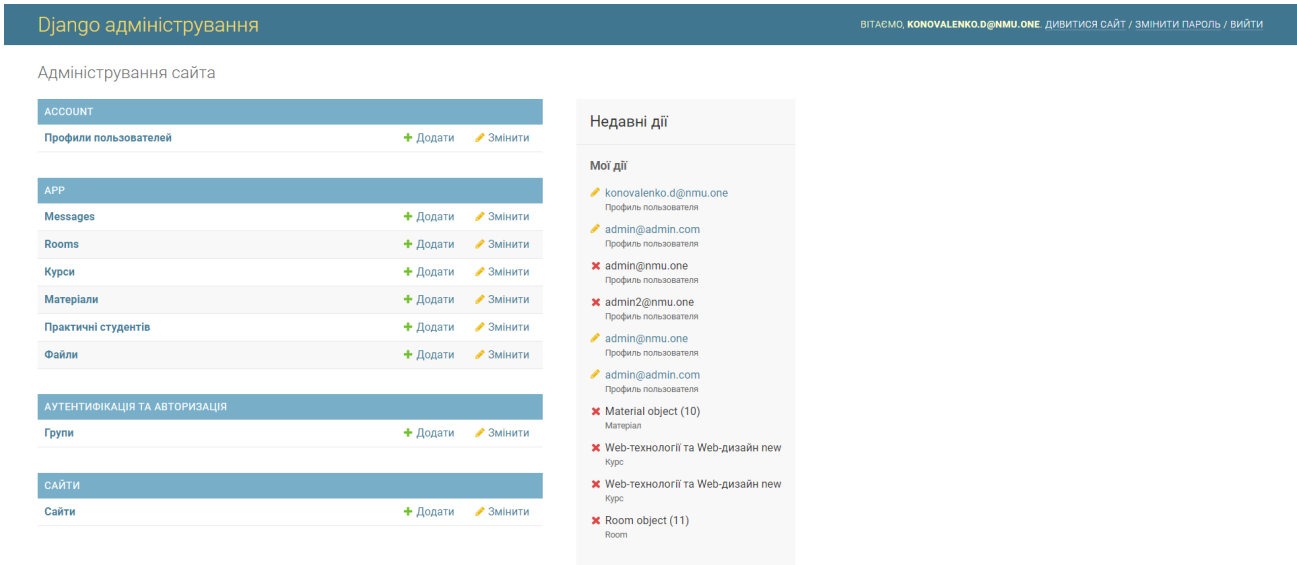 Django адміністрування
ВІТАЄМО, KONOVALENKO.D@NMU.ONE. ДИВИТИСЯ САЙТ / ЗМІНИТИ ПАРОЛЬ / ВИЙТИ
Адміністрування сайта
ACCOUNT
Профили пользователей Додати Змінити
APP
Messages Додати Змінити
Rooms Додати Змінити
Курси Додати Змінити
Матеріали Додати Змінити
Практичні студентів Додати Змінити
Файли Додати Змінити
АУТЕНТИФІКАЦІЯ ТА АВТОРИЗАЦІЯ
Групи Додати Змінити
САЙТИ
Сайти Додати Змінити
Недавні дії
Мої дії
konovalenko.d@nmu.one
Профиль пользователя
admin@admin.com
Профиль пользователя
admin@nmu.one
Профиль пользователя
admin2@nmu.one
Профиль пользователя
admin@nmu.one
Профиль пользователя
admin@admin.com
Профиль пользователя
Material object (10)
Матеріал
Web-технології та Web-дизайн new
Курс
Web-технології та Web-дизайн new
Курс
Room object (11)
Room